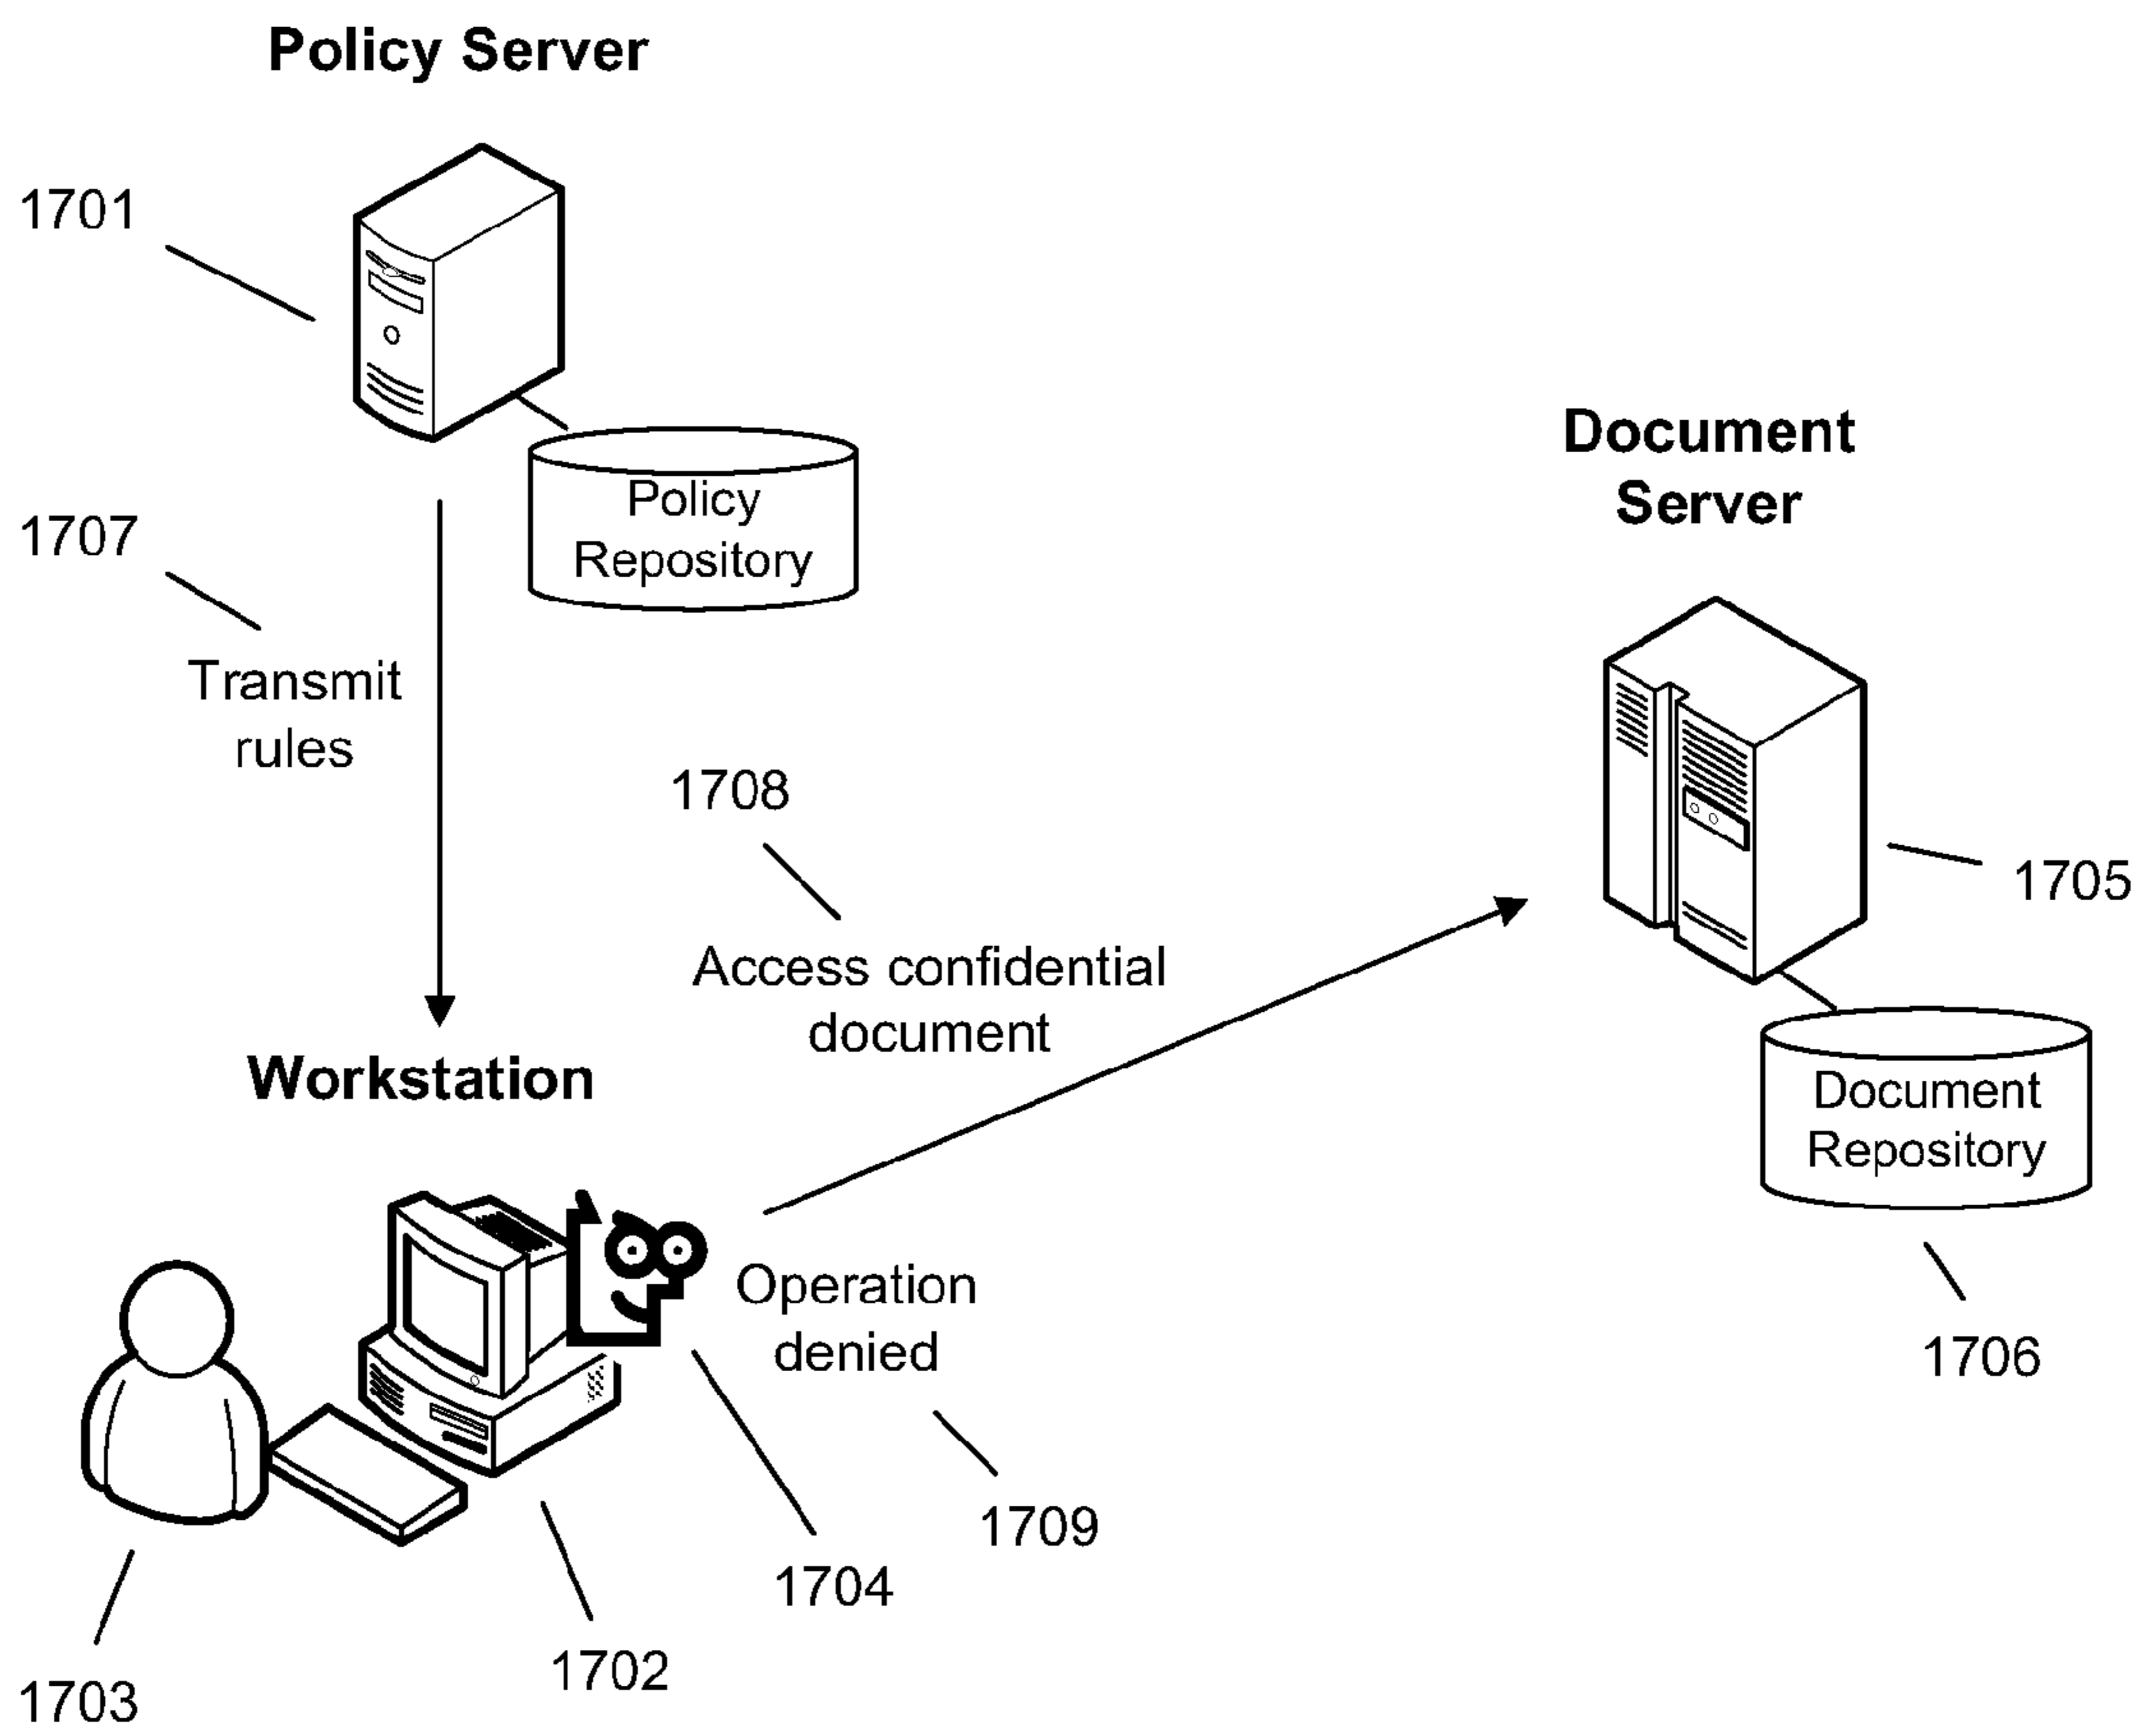 Policy Server
1701
Policy
Repository
Document
Server
1707
Transmit
rules
1708
1705
Access confidential
document
Workstation
Document
Repository
Operation
denied
1706
1709
1704
1702
1703